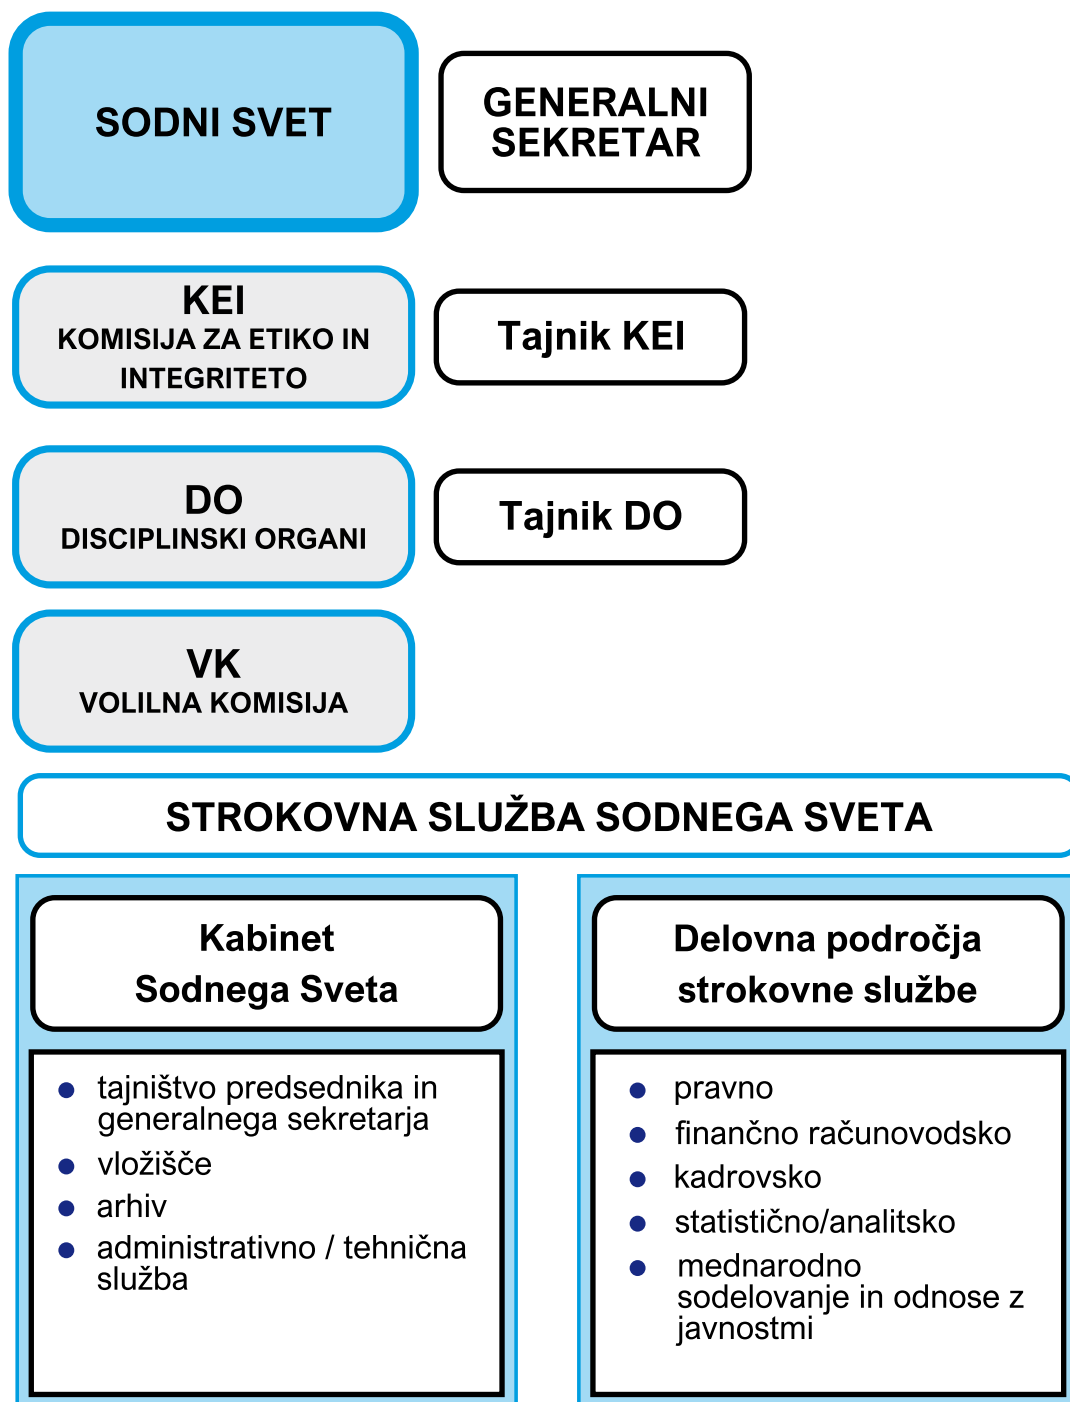 SODNI SVET
GENERALNI
SEKRETAR
KEI
KOMISIJA ZA ETIKO IN
INTEGRITETO
Tajnik KEI
DO
DISCIPLINSKI ORGANI
Tajnik DO
VK
VOLILNA KOMISIJA
STROKOVNA SLUŽBA SODNEGA SVETA
Kabinet
Sodnega Sveta
tajništvo predsednika in
generalnega sekretarja
vložišče
arhiv
administrativno / tehnična
služba
Delovna področja
strokovne službe
pravno
finančno računovodsko
kadrovsko
statistično/analitsko
mednarodno
sodelovanje in odnose z
javnostmi